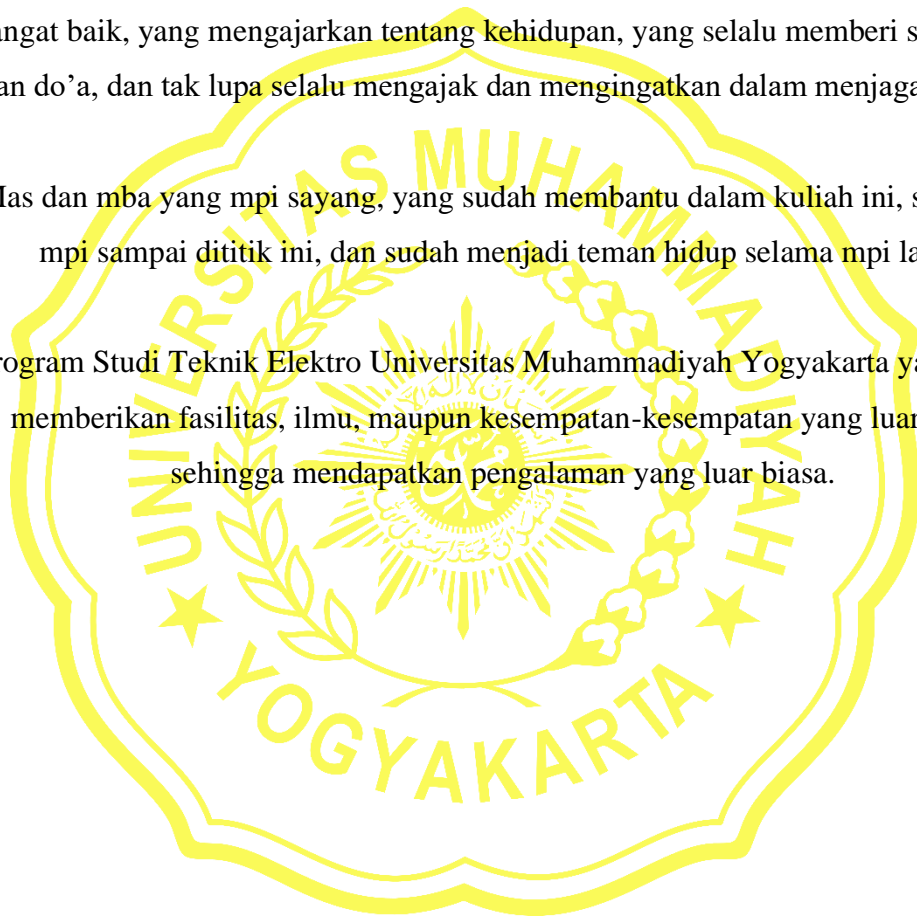 angat baik, yang mengajarkan tentang kehidupan, yang selalu memberi s
an do’a, dan tak lupa selalu mengajak dan mengingatkan dalam menjaga
Mas dan mba yang mpi sayang, yang sudah membantu dalam kuliah ini, s
mpi sampai dititik ini, dan sudah menjadi teman hidup selama mpi la
rogram Studi Teknik Elektro Universitas Muhammadiyah Yogyakarta ya
memberikan fasilitas, ilmu, maupun kesempatan-kesempatan yang luar
sehingga mendapatkan pengalaman yang luar biasa.
UNIVERSITAS MUHAMMADIYAH
YOGYAKARTA